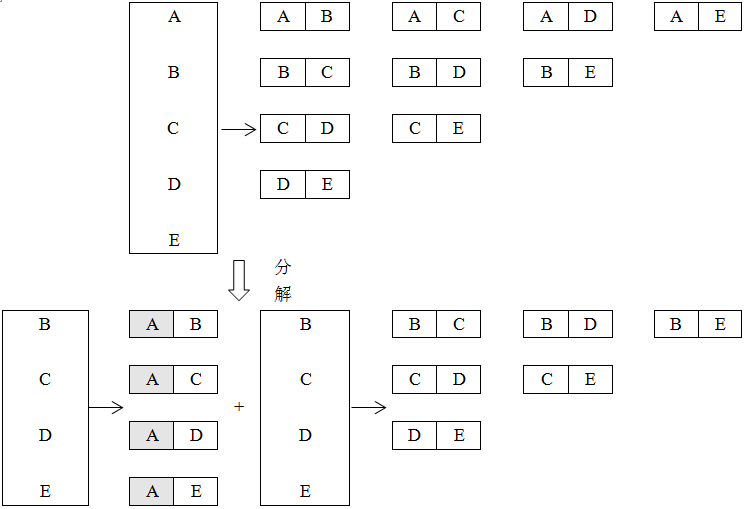 A A B A C A D A E
B B C B D B E
C C D C E
D D E
E
分
解
B A B B B C B D B E
C A C C C D C E
+
D A D D D E
E A E E